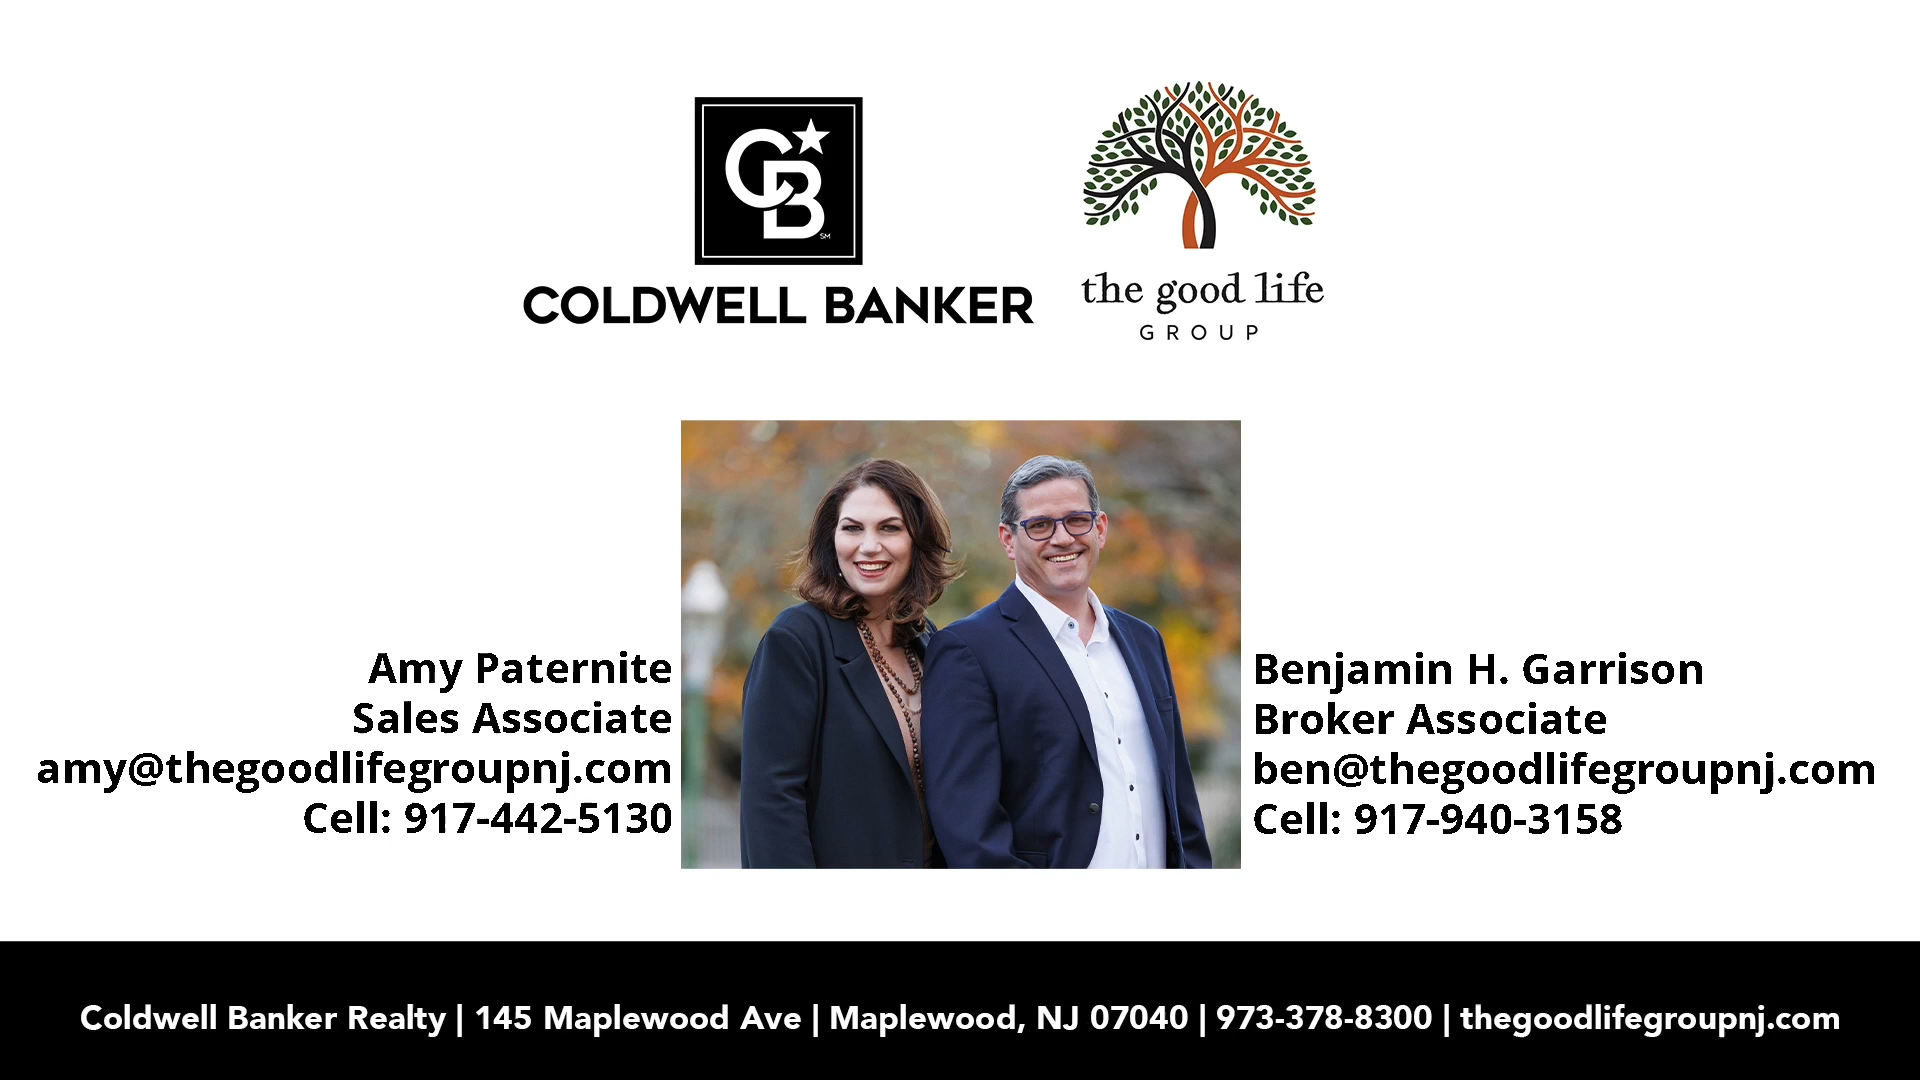 CB
SM
COLDWELL BANKER
the good life
GROUP
Amy Paternite
Sales Associate
amy@thegoodlifegroupnj.com
Cell: 917-442-5130
Benjamin H. Garrison
Broker Associate
ben@thegoodlifegroupnj.com
Cell: 917-940-3158
Coldwell Banker Realty | 145 Maplewood Ave | Maplewood, NJ 07040 | 973-378-8300 | thegoodlifegroupnj.com